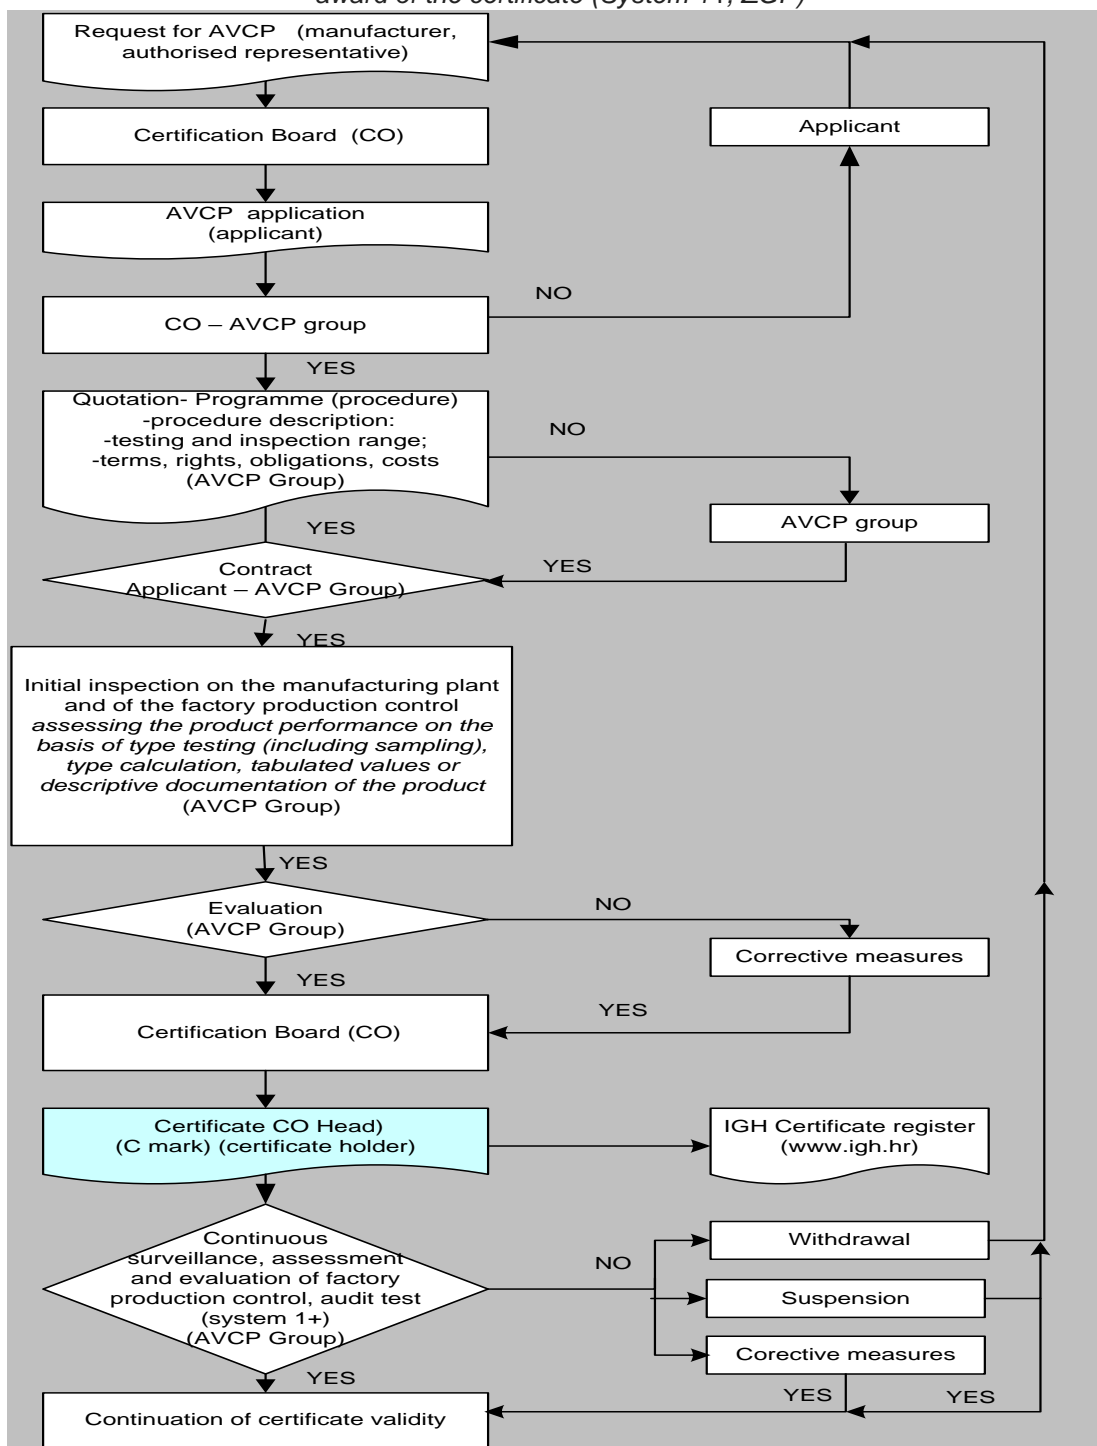 award of the certificate (System 1+, ZGP)
Request for AVCP (manufacturer,
authorised representative)
Certification Board (CO)
Applicant
AVCP application
(applicant)
NO
CO – AVCP group
YES
Quotation- Programme (procedure)
-procedure description:
-testing and inspection range;
-terms, rights, obligations, costs
(AVCP Group)
NO
AVCP group
YES
Contract
Applicant – AVCP Group)
YES
YES
Initial inspection on the manufacturing plant
and of the factory production control
assessing the product performance on the
basis of type testing (including sampling),
type calculation, tabulated values or
descriptive documentation of the product
(AVCP Group)
YES
Evaluation
(AVCP Group)
NO
Corrective measures
YES
YES
Certification Board (CO)
Certificate CO Head)
(C mark) (certificate holder)
IGH Certificate register
(www.igh.hr)
Continuous
surveillance, assessment
and evaluation of factory
production control, audit test
(system 1+)
(AVCP Group)
NO
Withdrawal
Suspension
Corective measures
YES
YES
YES
Continuation of certificate validity